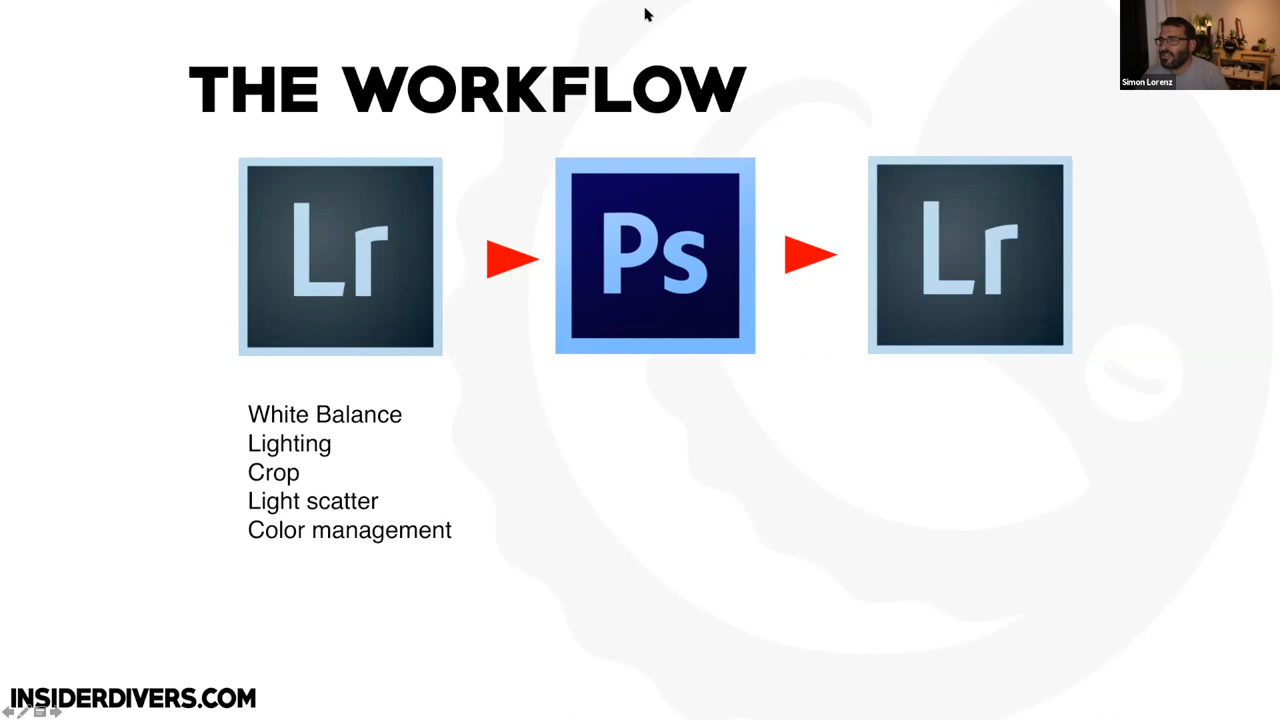 Simon Lorenz
THE WORKFLOW
Lr
Ps
Lr
White Balance
Lighting
Crop
Light scatter
Color management
INSIDERDIVERS.COM